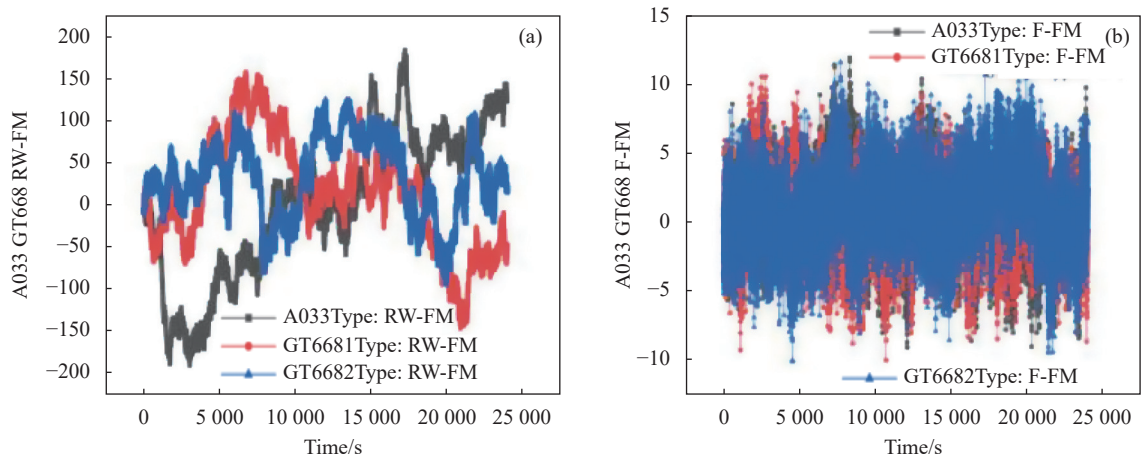 (a)
A033 GT668 RW-FM
200
150
100
50
0
−50
−100
−150
−200
A033Type: RW-FM
GT6681Type: RW-FM
GT6682Type: RW-FM
0 5 000 10 000 15 000 20 000 25 000
Time/s
(b)
A033 GT668 F-FM
15
10
5
0
−5
−10
A033Type: F-FM
GT6681Type: F-FM
GT6682Type: F-FM
0 5 000 10 000 15 000 20 000 25 000
Time/s